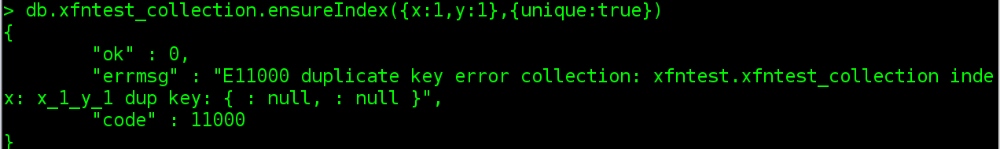 > db.xfntest_collection.ensureIndex({x:1,y:1},{unique:true})
{
        "ok" : 0,
        "errmsg" : "E11000 duplicate key error collection: xfntest.xfntest_collection inde
x: x_1_y_1 dup key: { : null, : null }",
        "code" : 11000
}